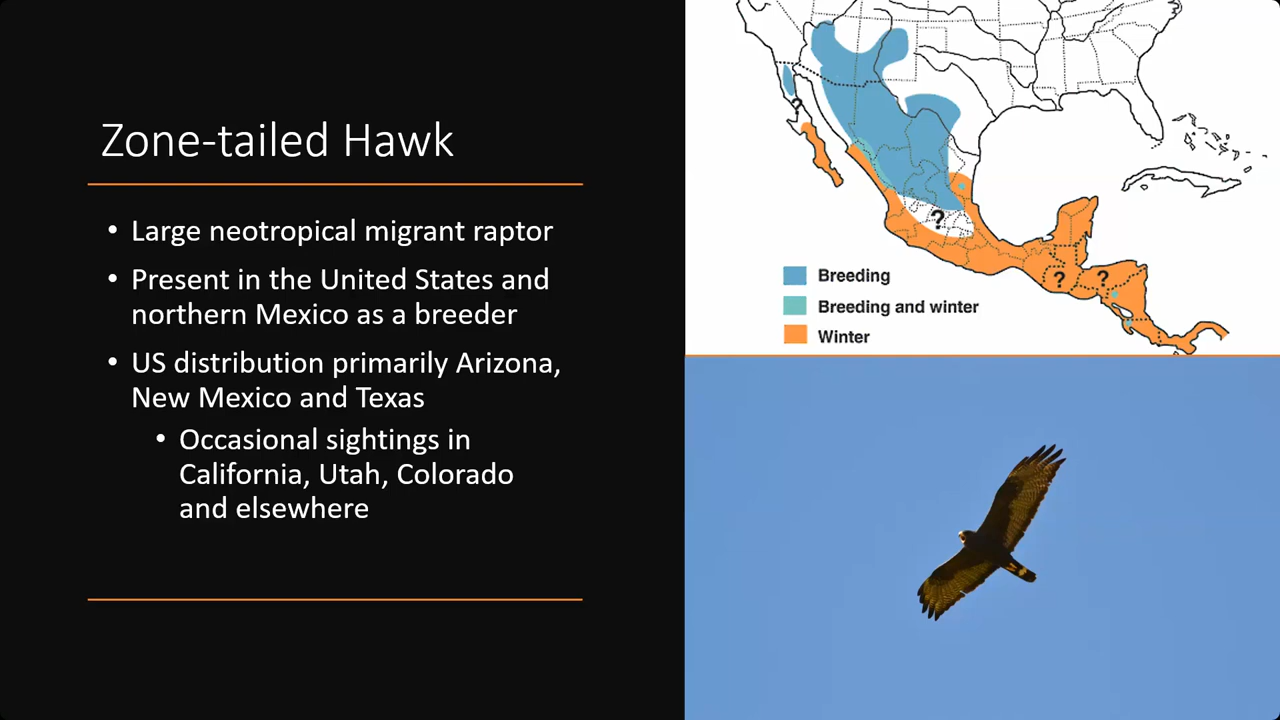 Zone-tailed Hawk
• Large neotropical migrant raptor
• Present in the United States and
northern Mexico as a breeder
• US distribution primarily Arizona,
New Mexico and Texas
• Occasional sightings in
California, Utah, Colorado
and elsewhere
?
?
? ?
Breeding
Breeding and winter
Winter